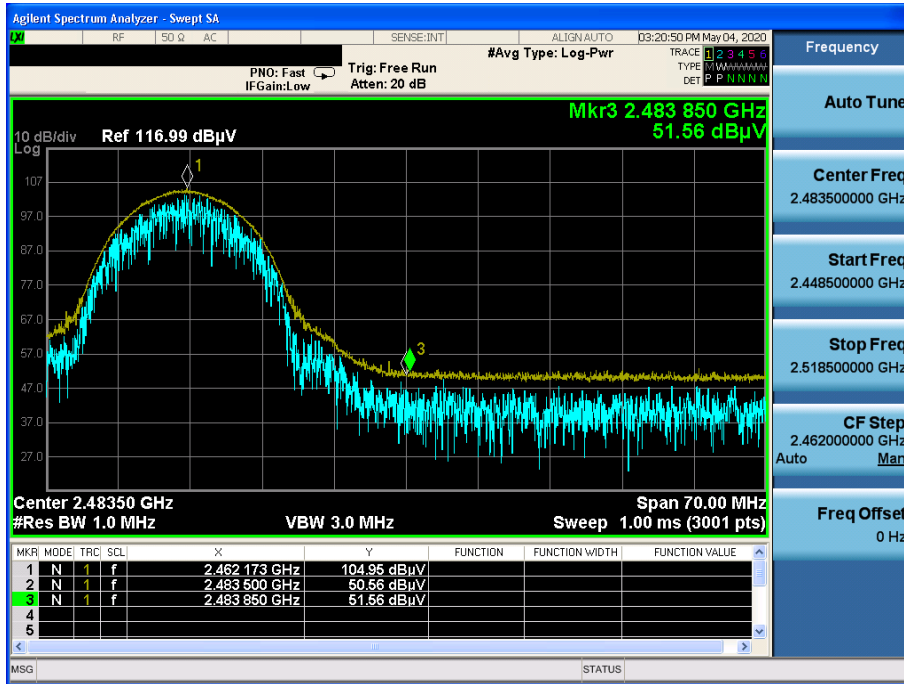 Agilent Spectrum Analyzer - Swept SA
LXI RF 50 Ω AC SENSE:INT ALIGN AUTO 03:20:50 PM May 04, 2020
#Avg Type: Log-Pwr TRACE 1 2 3 4 5 6
PNO: Fast Trig: Free Run TYPE M WWWWW
IFGain:Low Atten: 20 dB DET P P N N N N
Mkr3 2.483 850 GHz
51.56 dBµV
10 dB/div Ref 116.99 dBµV
Log
107
97.0
87.0
77.0
67.0
57.0
47.0
37.0
27.0
1
3
Center 2.48350 GHz Span 70.00 MHz
#Res BW 1.0 MHz VBW 3.0 MHz Sweep 1.00 ms (3001 pts)
MKR MODE TRC SCL X Y FUNCTION FUNCTION WIDTH FUNCTION VALUE
1 N 1 f 2.462 173 GHz 104.95 dBµV
2 N 1 f 2.483 500 GHz 50.56 dBµV
3 N 1 f 2.483 850 GHz 51.56 dBµV
4
5
MSG STATUS
Frequency
Auto Tune
Center Freq
2.483500000 GHz
Start Freq
2.448500000 GHz
Stop Freq
2.518500000 GHz
CF Step
2.462000000 GHz
Auto Man
Freq Offset
0 Hz